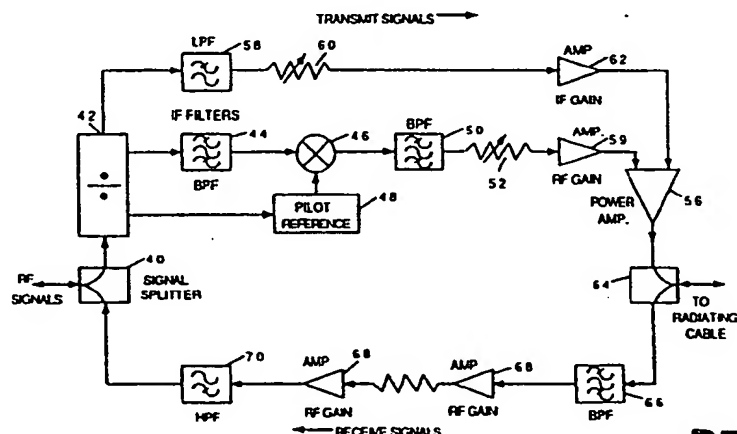 TRANSMIT SIGNALS
LPF
58
60
AMP
62
IF GAIN
42
IF FILTERS
44
BPF
46
BPF
50
52
AMP.
59
RF GAIN
÷
PILOT
REFERENCE
48
POWER
AMP.
56
40
RF
SIGNALS
SIGNAL
SPLITTER
64
TO
RADIATING
CABLE
70
HPF
AMP
68
RF GAIN
AMP
68
RF GAIN
BPF
66
RECEIVE SIGNALS